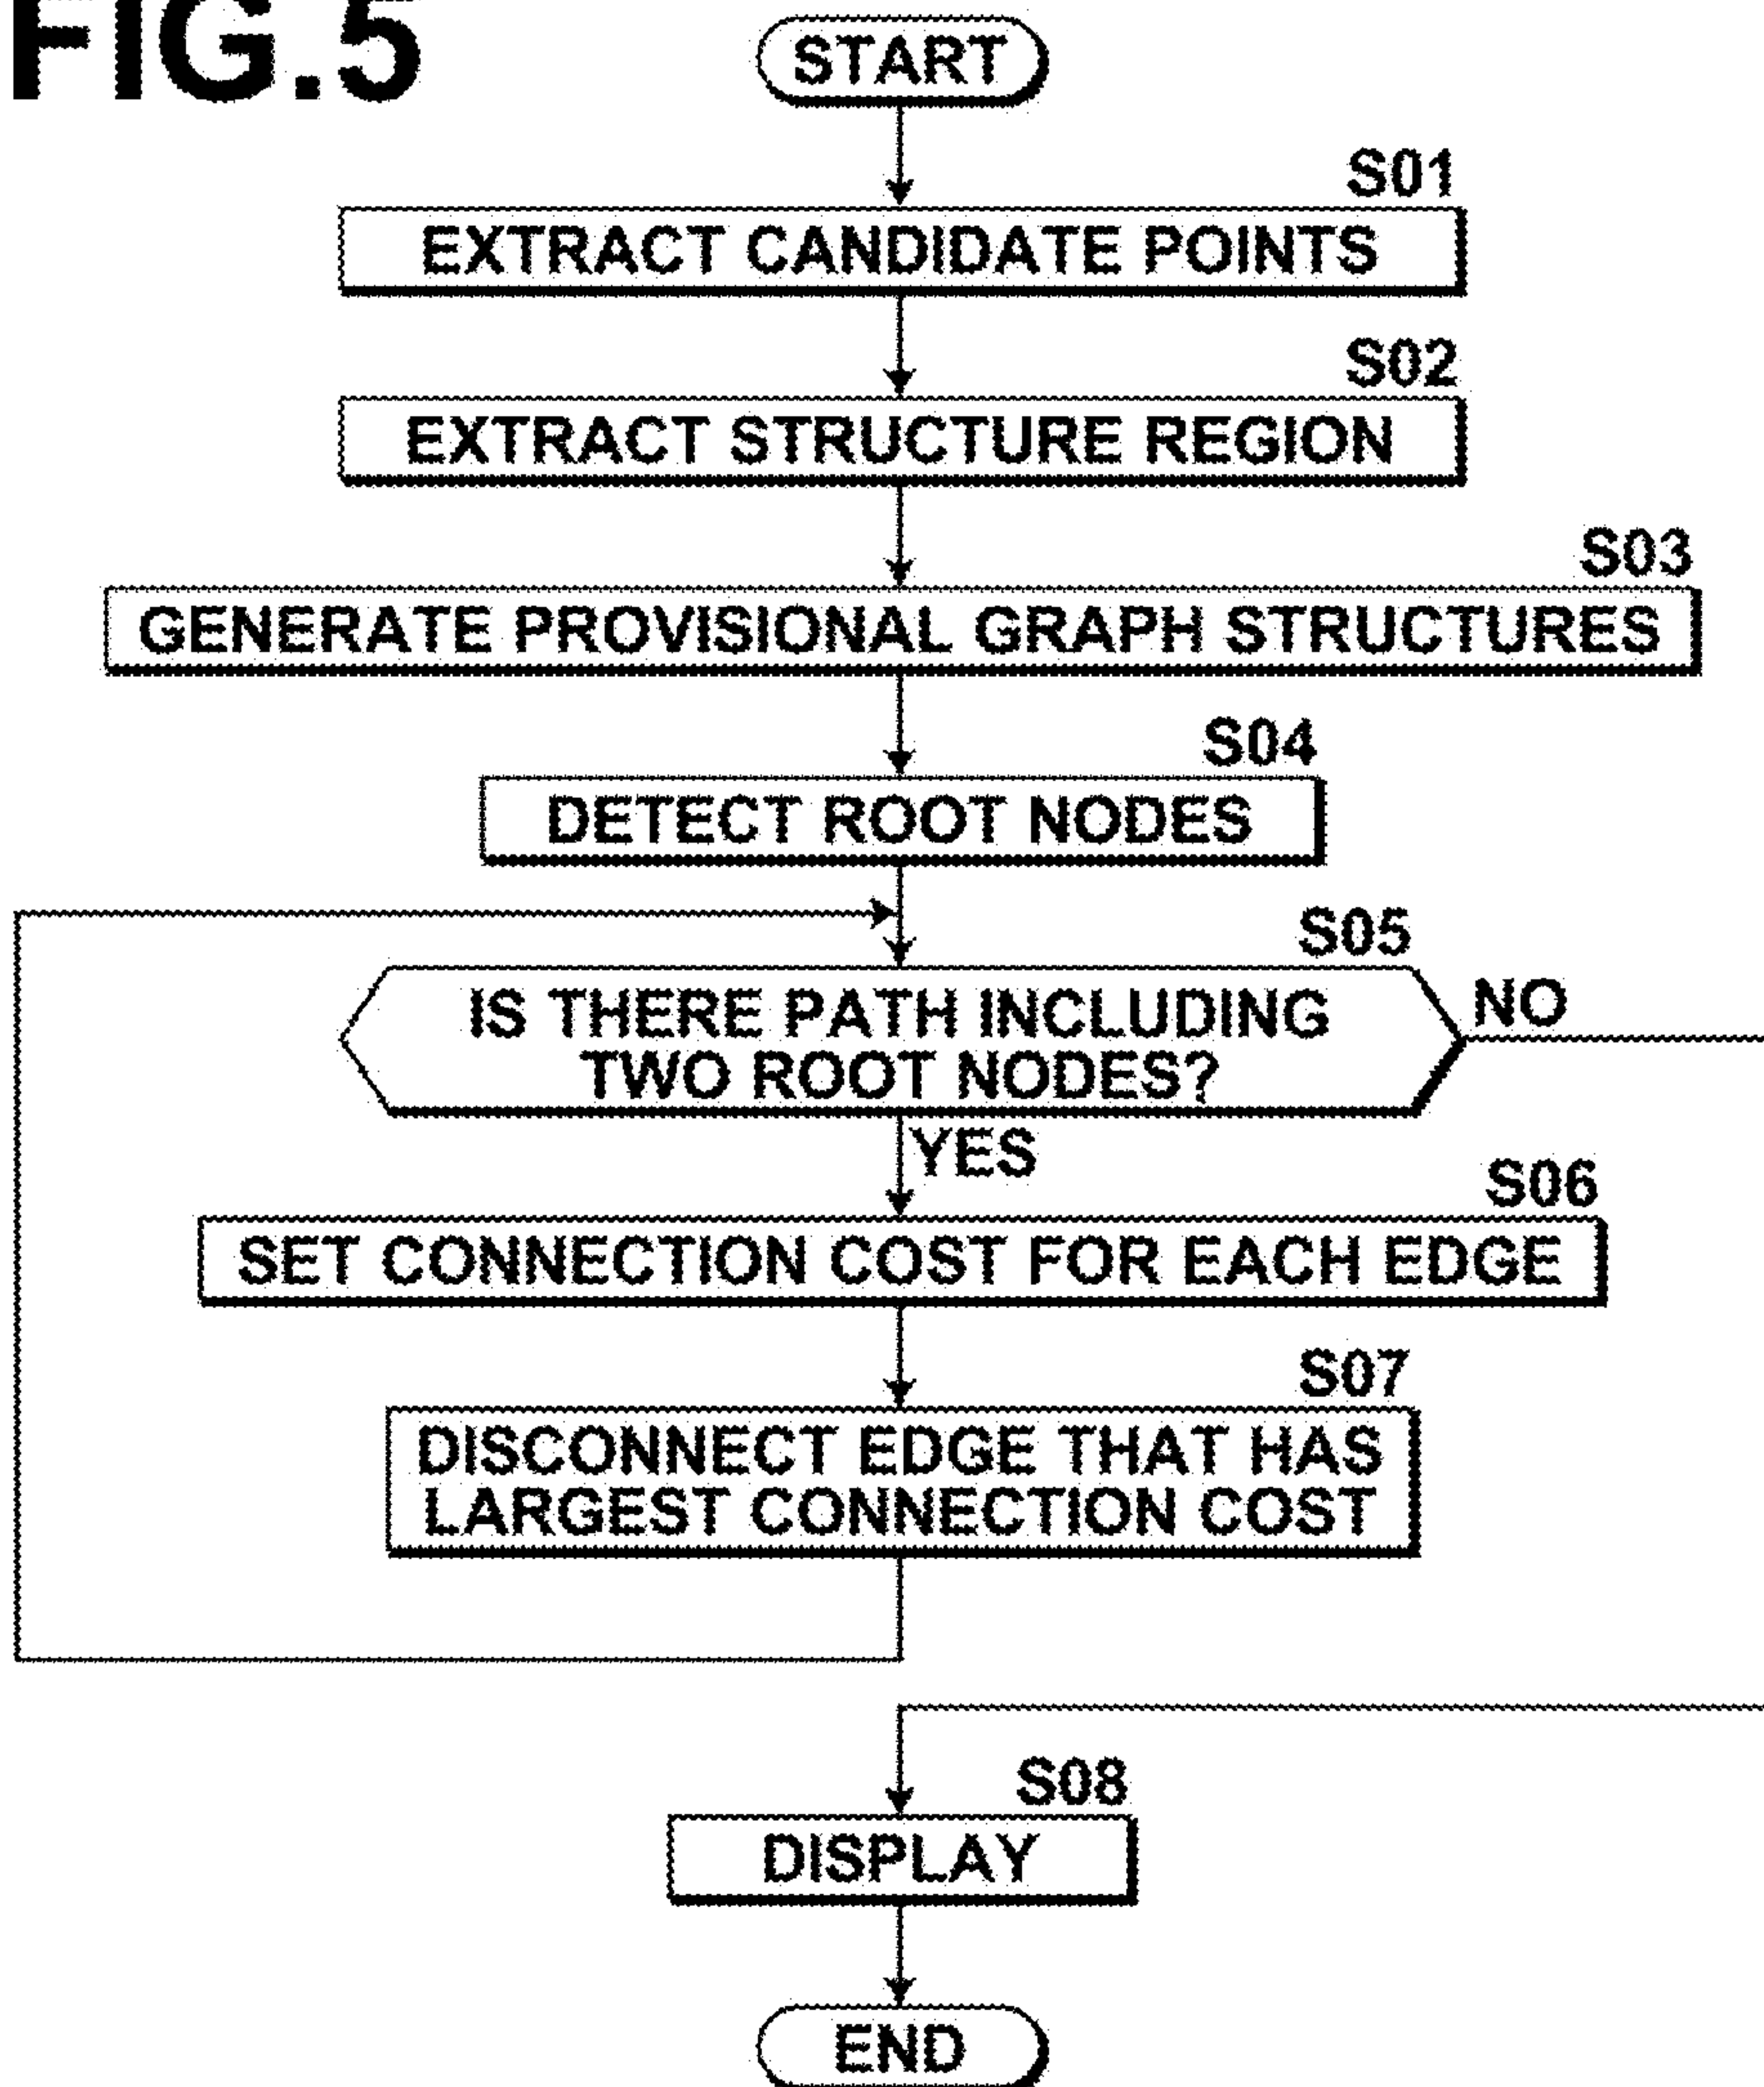 FIG.5
START
S01
EXTRACT CANDIDATE POINTS
S02
EXTRACT STRUCTURE REGION
S03
GENERATE PROVISIONAL GRAPH STRUCTURES
S04
DETECT ROOT NODES
S05
IS THERE PATH INCLUDING
TWO ROOT NODES?
NO
YES
S06
SET CONNECTION COST FOR EACH EDGE
S07
DISCONNECT EDGE THAT HAS
LARGEST CONNECTION COST
S08
DISPLAY
END